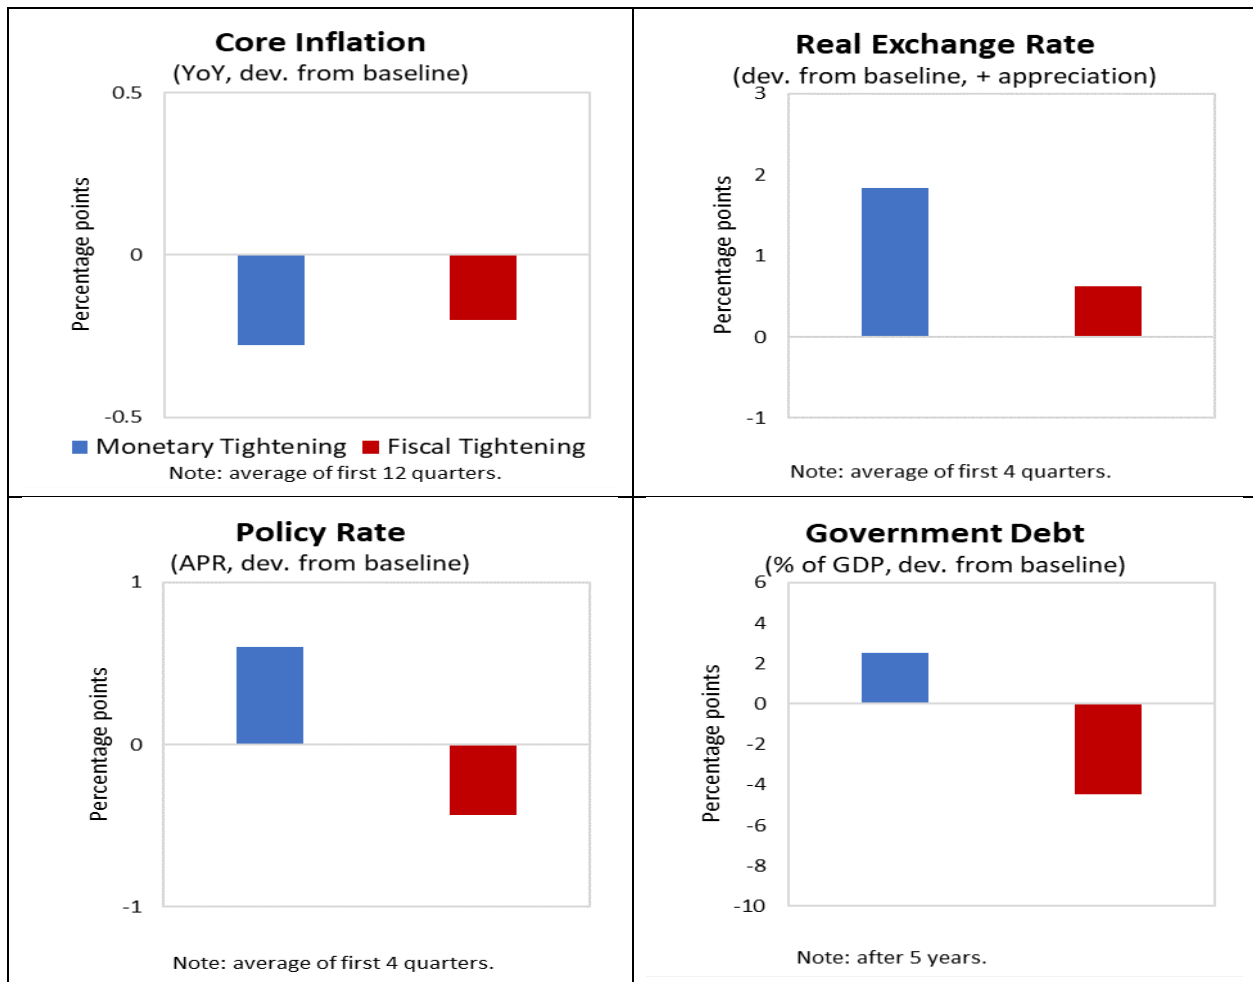 Core Inflation
(YoY, dev. from baseline)
0.5
0
-0.5
Percentage points
Monetary Tightening Fiscal Tightening
Note: average of first 12 quarters.
Real Exchange Rate
(dev. from baseline, + appreciation)
3
2
1
0
-1
Percentage points
Note: average of first 4 quarters.
Policy Rate
(APR, dev. from baseline)
1
0
-1
Percentage points
Note: average of first 4 quarters.
Government Debt
(% of GDP, dev. from baseline)
6
4
2
0
-2
-4
-6
-8
-10
Percentage points
Note: after 5 years.